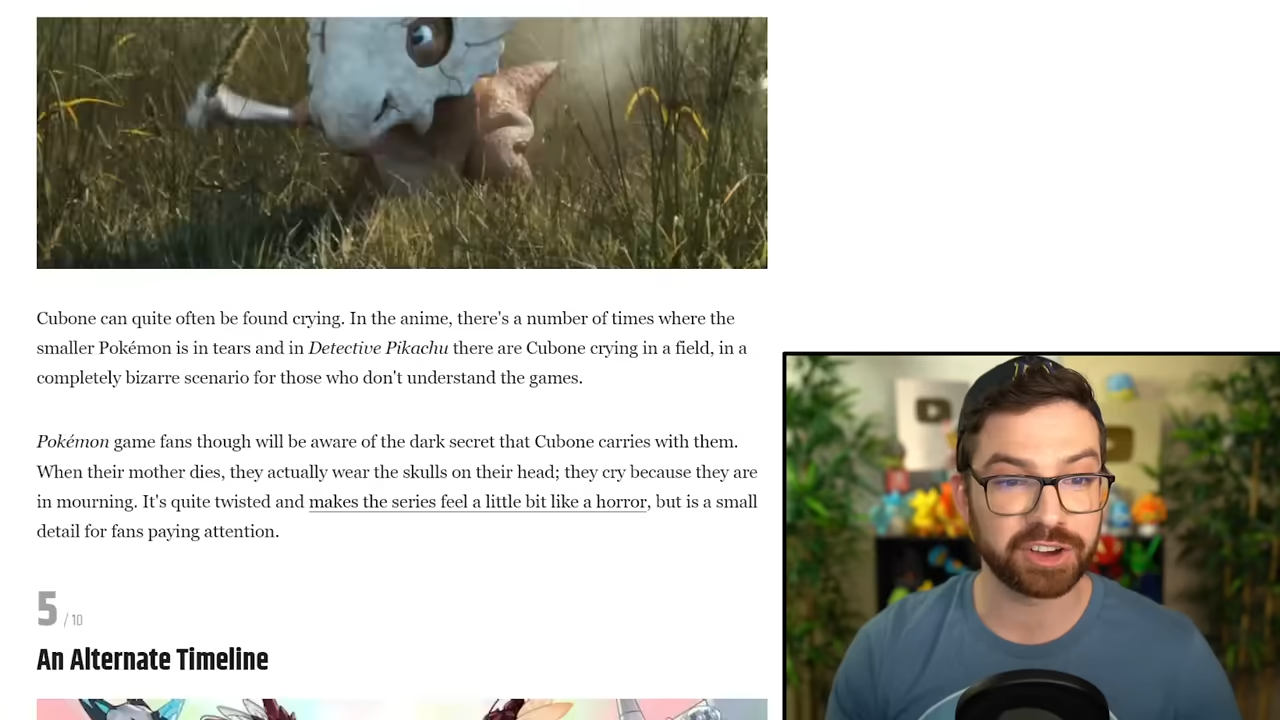 Cubone can quite often be found crying. In the anime, there's a number of times where the
smaller Pokémon is in tears and in Detective Pikachu there are Cubone crying in a field, in a
completely bizarre scenario for those who don't understand the games.
Pokémon game fans though will be aware of the dark secret that Cubone carries with them.
When their mother dies, they actually wear the skulls on their head; they cry because they are
in mourning. It's quite twisted and makes the series feel a little bit like a horror, but is a small
detail for fans paying attention.
5 / 10
An Alternate Timeline